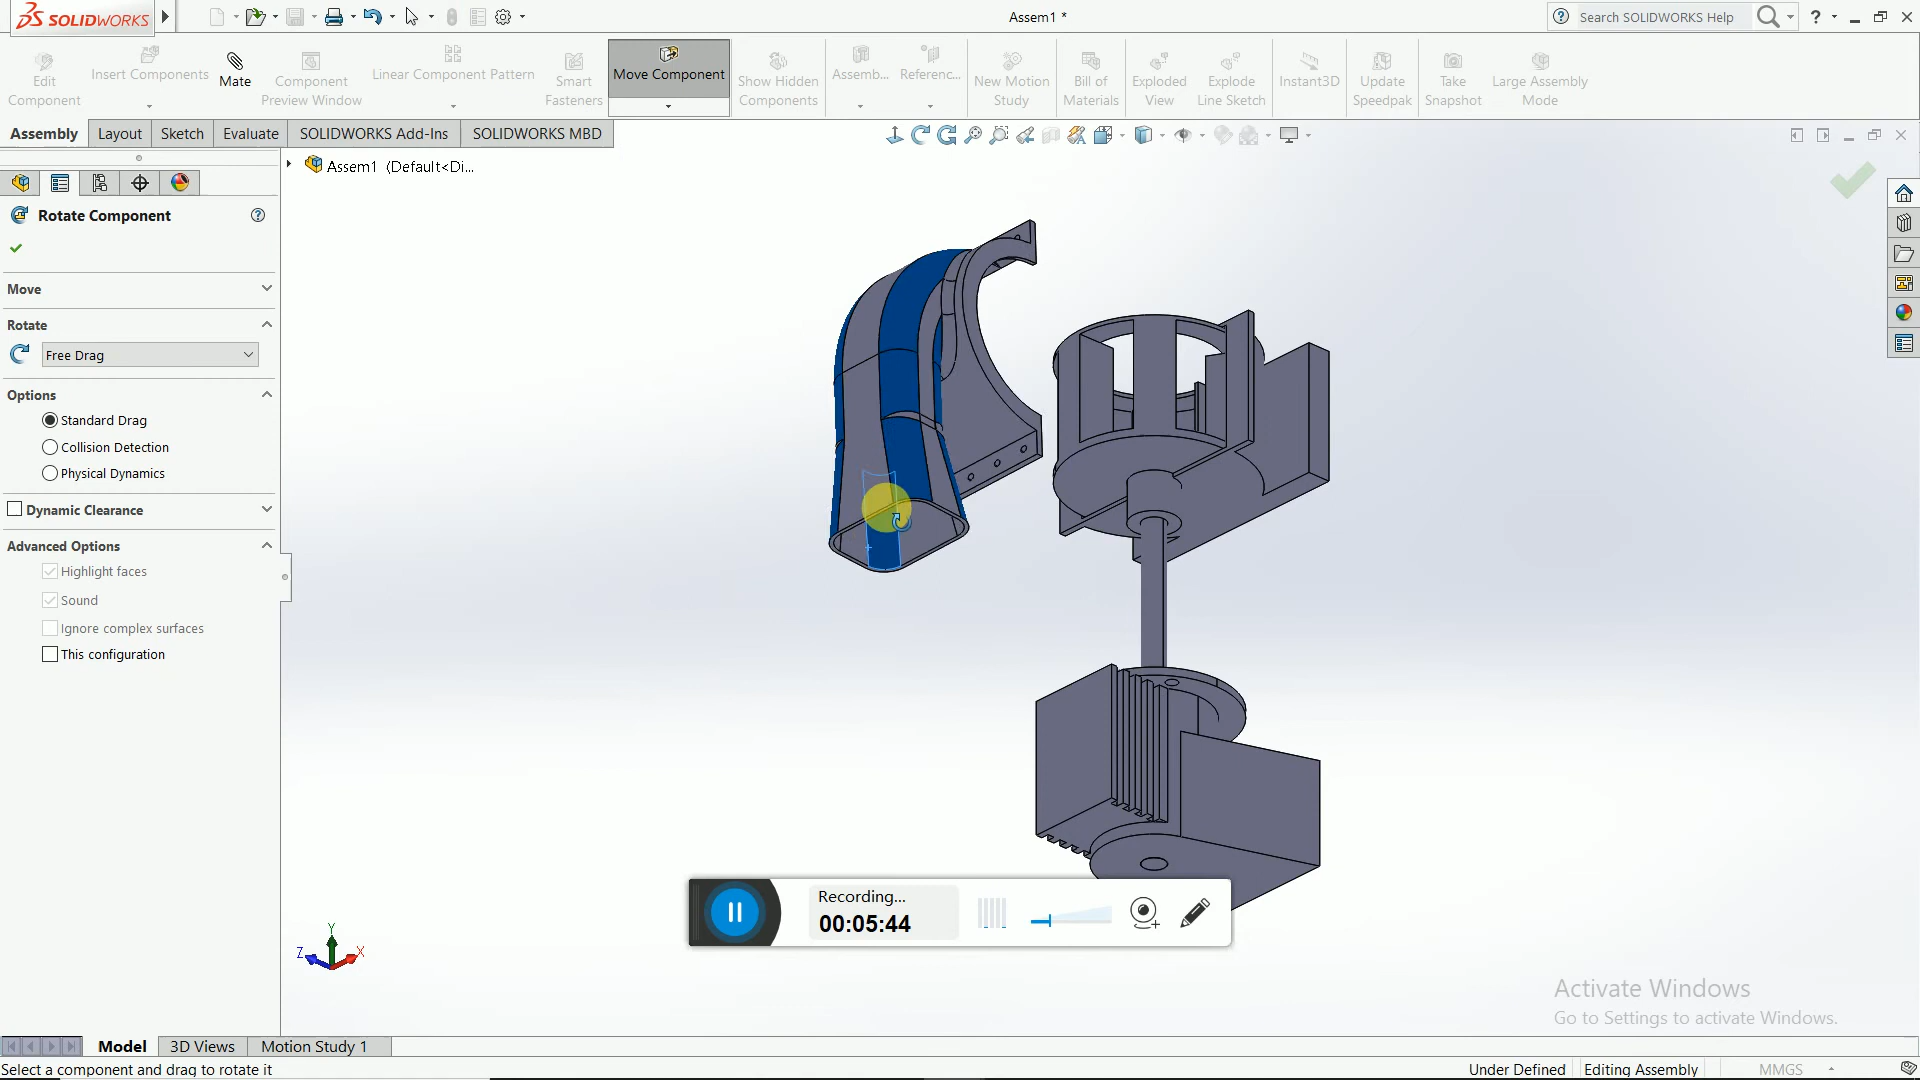 SOLIDWORKS
Assem1 *
Search SOLIDWORKS Help
?
Edit Component
Insert Components
Mate
Component Preview Window
Linear Component Pattern
Smart Fasteners
Move Component
Show Hidden Components
Assemb...
Referenc...
New Motion Study
Bill of Materials
Exploded View
Explode Line Sketch
Instant3D
Update Speedpak
Take Snapshot
Large Assembly Mode
Assembly
Layout
Sketch
Evaluate
SOLIDWORKS Add-Ins
SOLIDWORKS MBD
Assem1 (Default<Di...
Rotate Component
?
Move
Rotate
Free Drag
Options
Standard Drag
Collision Detection
Physical Dynamics
Dynamic Clearance
Advanced Options
Highlight faces
Sound
Ignore complex surfaces
This configuration
Recording...
00:05:44
Y
Z
X
Activate Windows
Go to Settings to activate Windows.
Model
3D Views
Motion Study 1
Select a component and drag to rotate it
Under Defined
Editing Assembly
MMGS